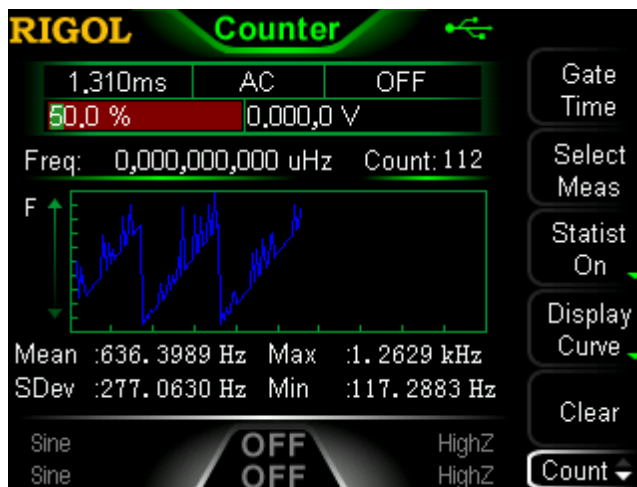 RIGOL Counter
1.310ms AC OFF
50.0 % 0.000,0 V
Freq: 0,000,000,000 uHz Count: 112
F
Mean :636.3989 Hz Max :1.2629 kHz
SDev :277.0630 Hz Min :117.2883 Hz
Sine OFF HighZ
Sine OFF HighZ
Gate
Time
Select
Meas
Statist
On
Display
Curve
Clear
Count